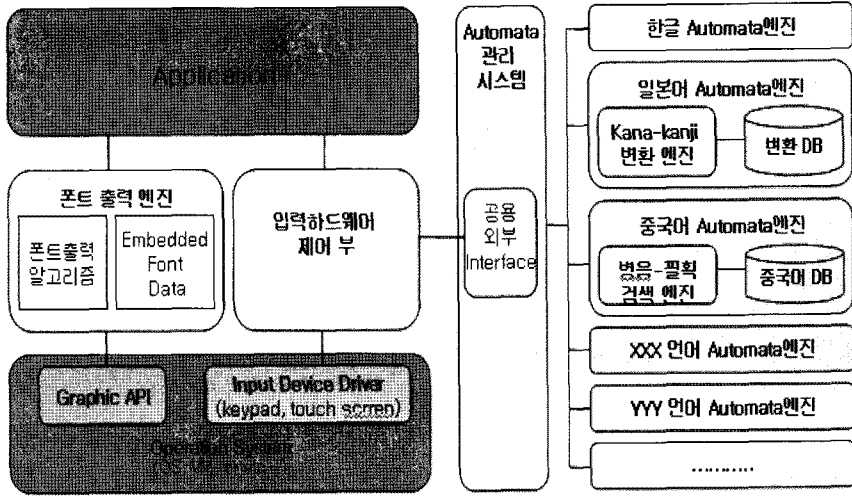 Application
폰트 출력 엔진
폰트출력
알고리즘
Embedded
Font
Data
입력하드웨어
제어 부
Graphic API
Input Device Driver
(keypad, touch scrren)
Operation System
Automata
관리
시스템
공용
외부
Interface
한글 Automata엔진
일본어 Automata엔진
Kana-kanji
변환 엔진
변환 DB
중국어 Automata엔진
병음-필획
검색 엔진
중국어 DB
XXX 언어 Automata엔진
YYY 언어 Automata엔진
...........